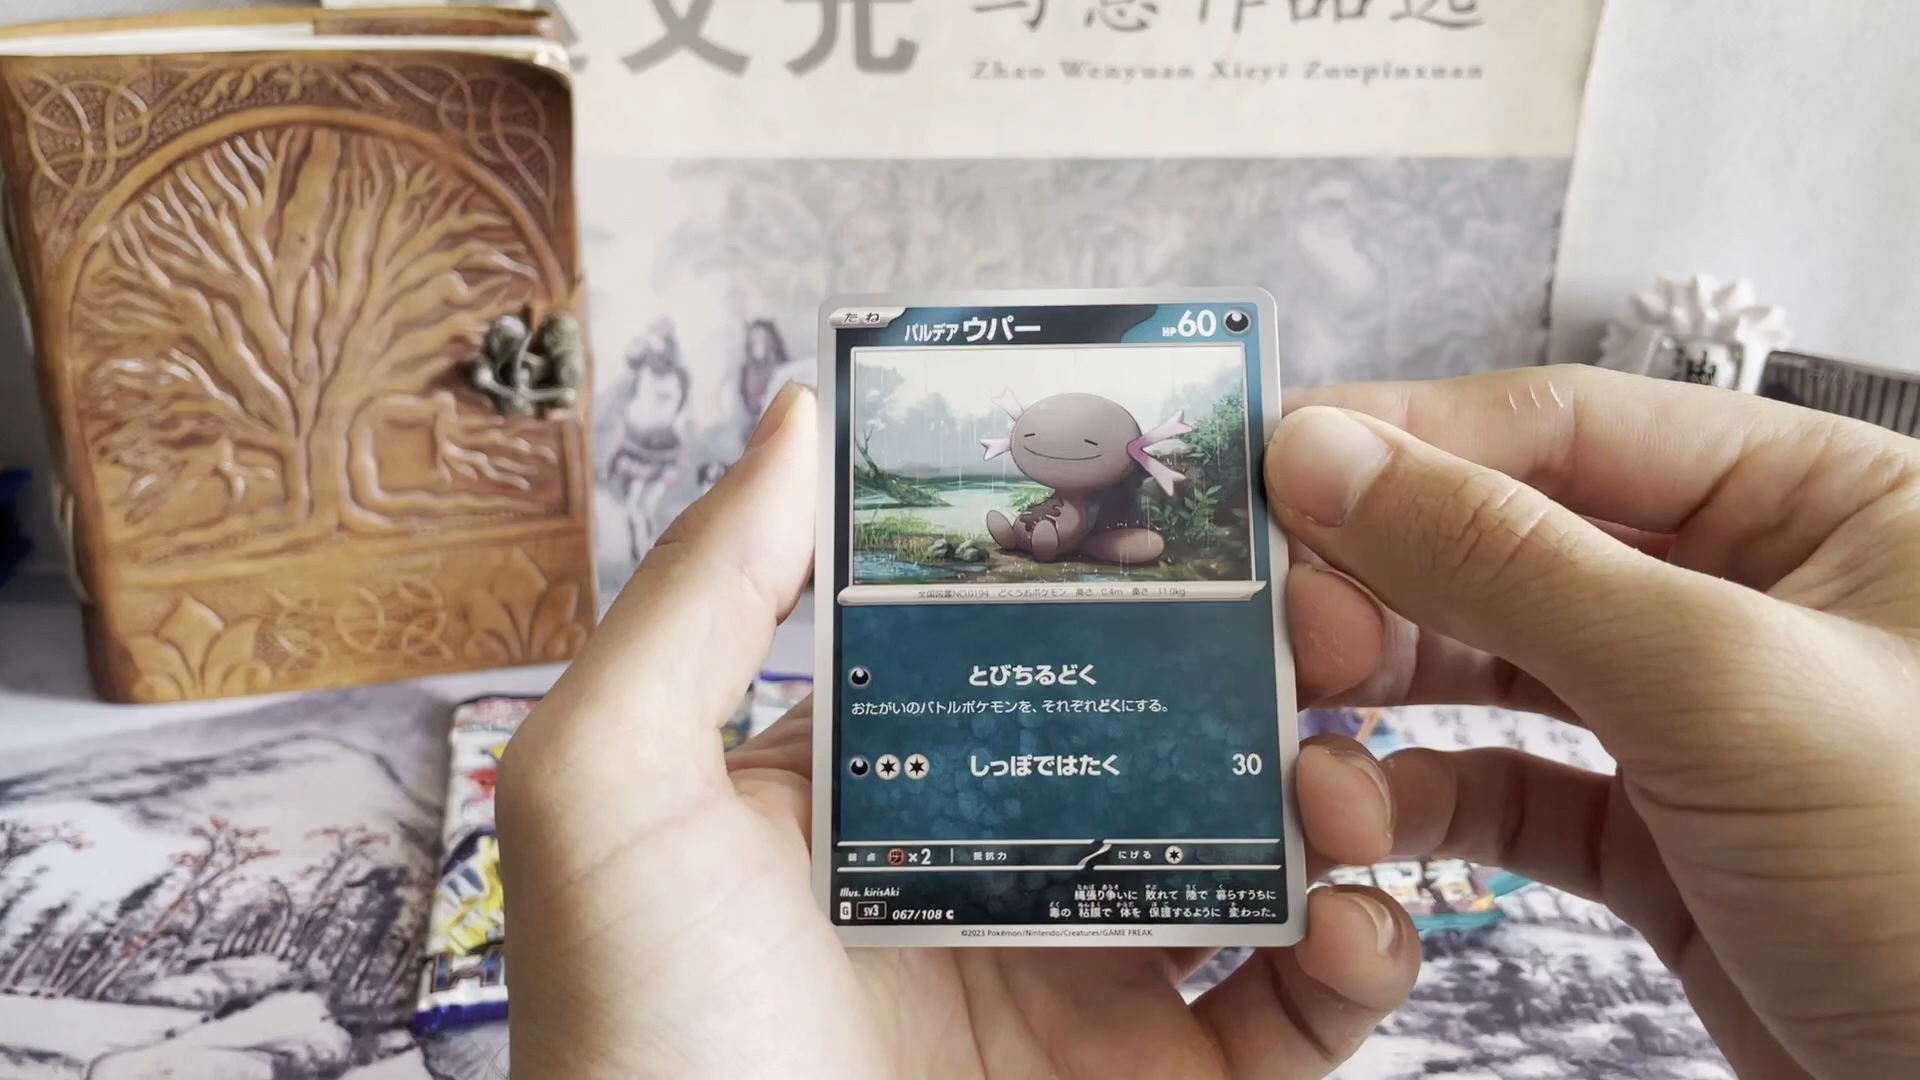 Zhao Wenyuan Xieyi Zuopinxuan
たね パルデアウパー HP60
全国図鑑NO.0194 どくうおポケモン 高さ 0.4m 重さ 11.0kg
とびちるどく
おたがいのバトルポケモンを、それぞれどくにする。
しっぽではたく 30
弱点 ×2 抵抗力 にげる
Illus. kirisAki
縄張り争いに 敗れて 陸で 暮らすうちに
毒の 粘膜で 体を 保護するように 変わった。
G sv3 067/108 C
©2023 Pokémon/Nintendo/Creatures/GAME FREAK